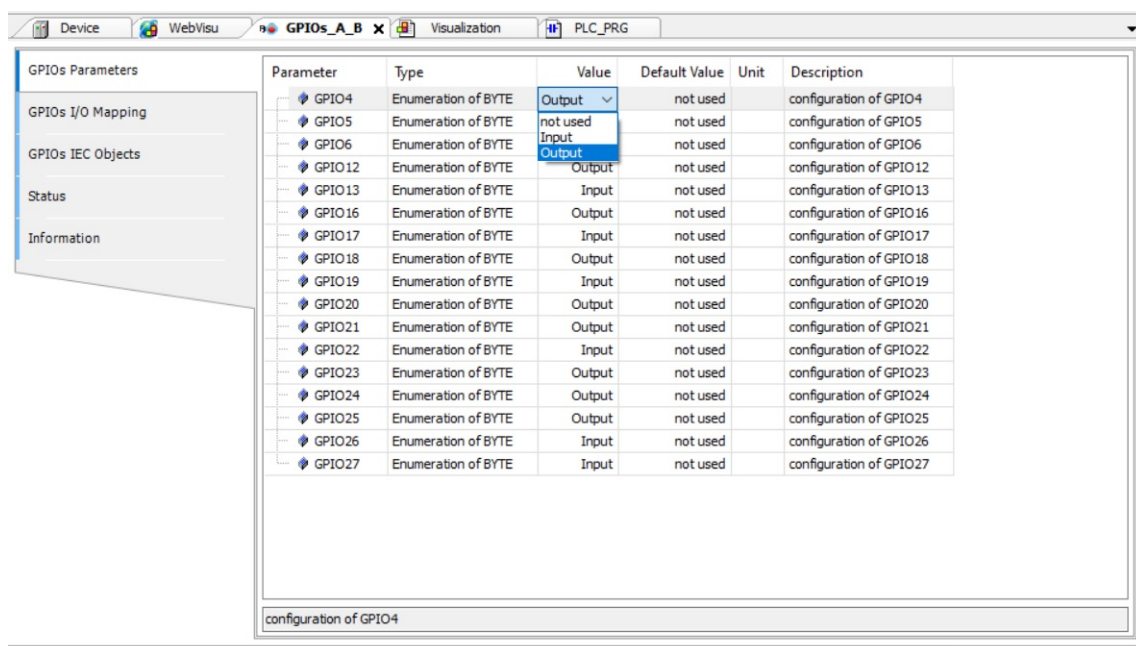 Device WebVisu GPIOs_A_B Visualization PLC_PRG
GPIOs Parameters
GPIOs I/O Mapping
GPIOs IEC Objects
Status
Information
Parameter Type Value Default Value Unit Description
GPIO4 Enumeration of BYTE Output not used configuration of GPIO4
GPIO5 Enumeration of BYTE not used not used configuration of GPIO5
Input
GPIO6 Enumeration of BYTE Output not used configuration of GPIO6
GPIO12 Enumeration of BYTE Output not used configuration of GPIO12
GPIO13 Enumeration of BYTE Input not used configuration of GPIO13
GPIO16 Enumeration of BYTE Output not used configuration of GPIO16
GPIO17 Enumeration of BYTE Input not used configuration of GPIO17
GPIO18 Enumeration of BYTE Output not used configuration of GPIO18
GPIO19 Enumeration of BYTE Input not used configuration of GPIO19
GPIO20 Enumeration of BYTE Output not used configuration of GPIO20
GPIO21 Enumeration of BYTE Output not used configuration of GPIO21
GPIO22 Enumeration of BYTE Input not used configuration of GPIO22
GPIO23 Enumeration of BYTE Output not used configuration of GPIO23
GPIO24 Enumeration of BYTE Output not used configuration of GPIO24
GPIO25 Enumeration of BYTE Output not used configuration of GPIO25
GPIO26 Enumeration of BYTE Input not used configuration of GPIO26
GPIO27 Enumeration of BYTE Input not used configuration of GPIO27
configuration of GPIO4